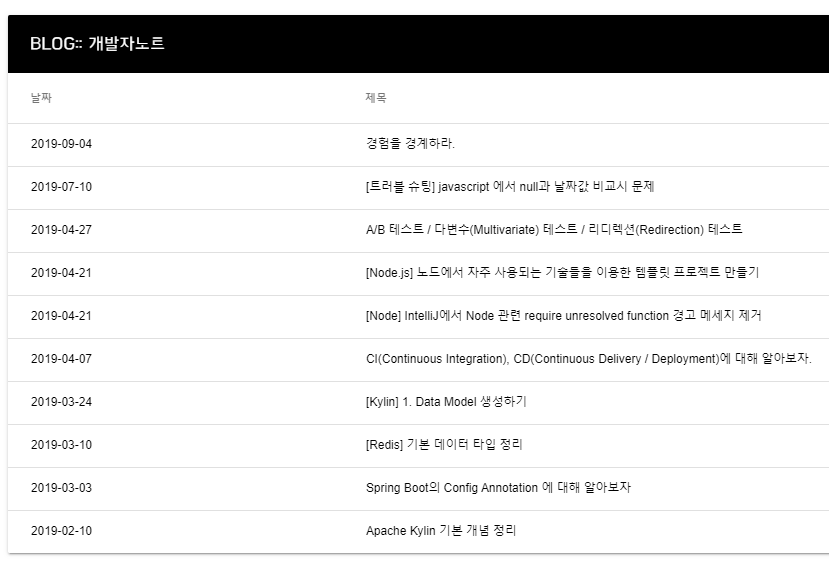 BLOG:: 개발자노트
날짜 제목
2019-09-04 경험을 경계하라.
2019-07-10 [트러블 슈팅] javascript 에서 null과 날짜값 비교시 문제
2019-04-27 A/B 테스트 / 다변수(Multivariate) 테스트 / 리디렉션(Redirection) 테스트
2019-04-21 [Node.js] 노드에서 자주 사용되는 기술들을 이용한 템플릿 프로젝트 만들기
2019-04-21 [Node] IntelliJ에서 Node 관련 require unresolved function 경고 메세지 제거
2019-04-07 CI(Continuous Integration), CD(Continuous Delivery / Deployment)에 대해 알아보자.
2019-03-24 [Kylin] 1. Data Model 생성하기
2019-03-10 [Redis] 기본 데이터 타입 정리
2019-03-03 Spring Boot의 Config Annotation 에 대해 알아보자
2019-02-10 Apache Kylin 기본 개념 정리